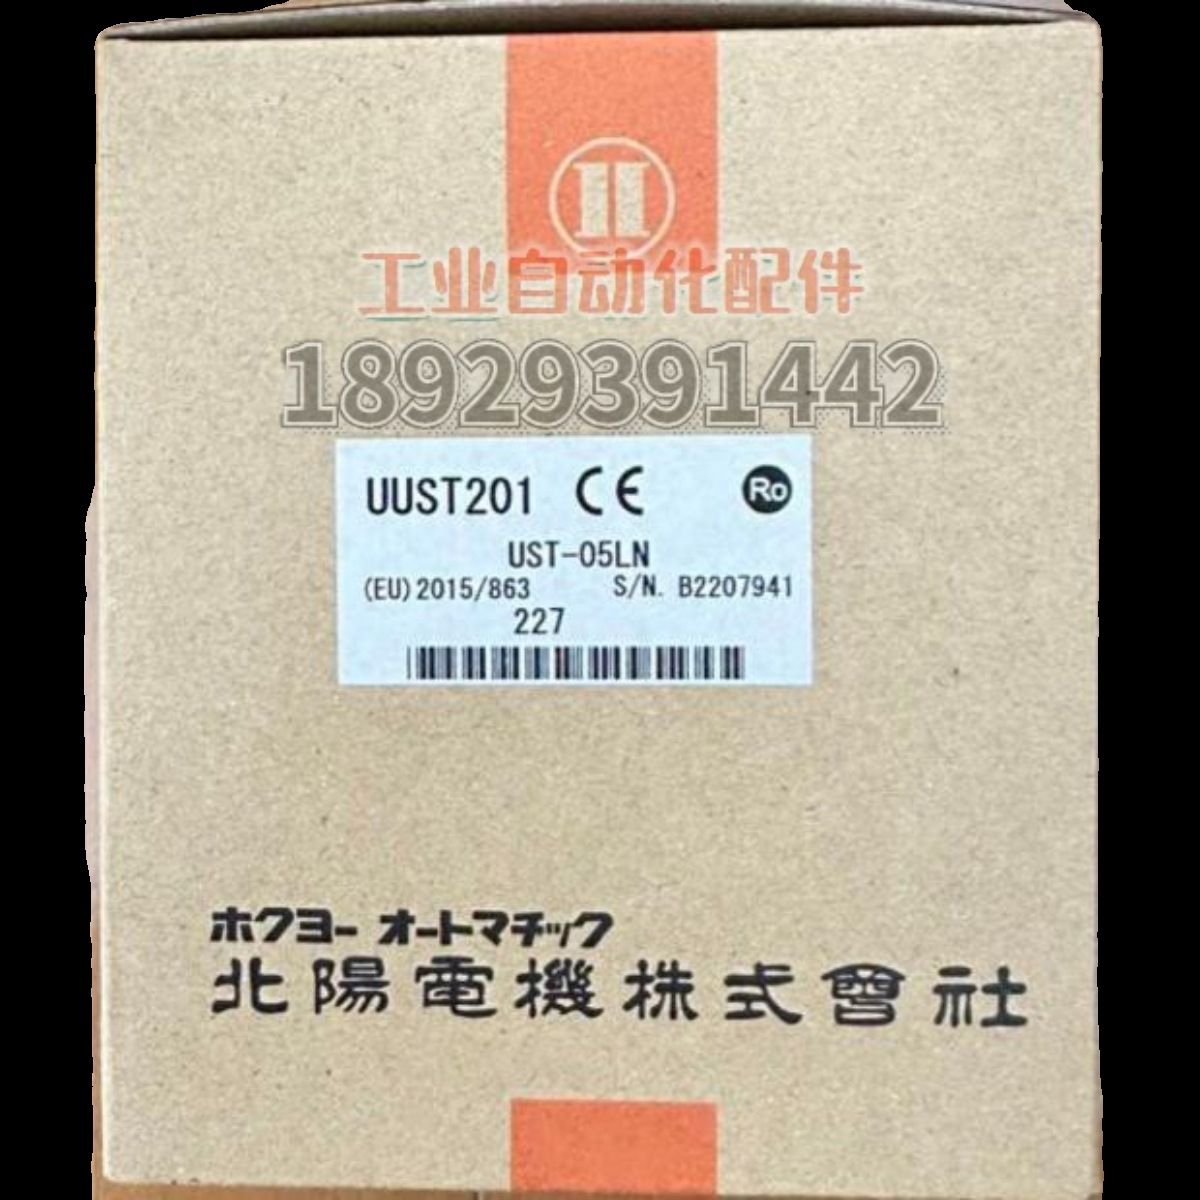 工业自动化配件
18929391442
UUST201 CE Ro
UST-05LN
(EU)2015/863 S/N. B2207941
227
ホクヨー オートマチック
北陽電機株式會社